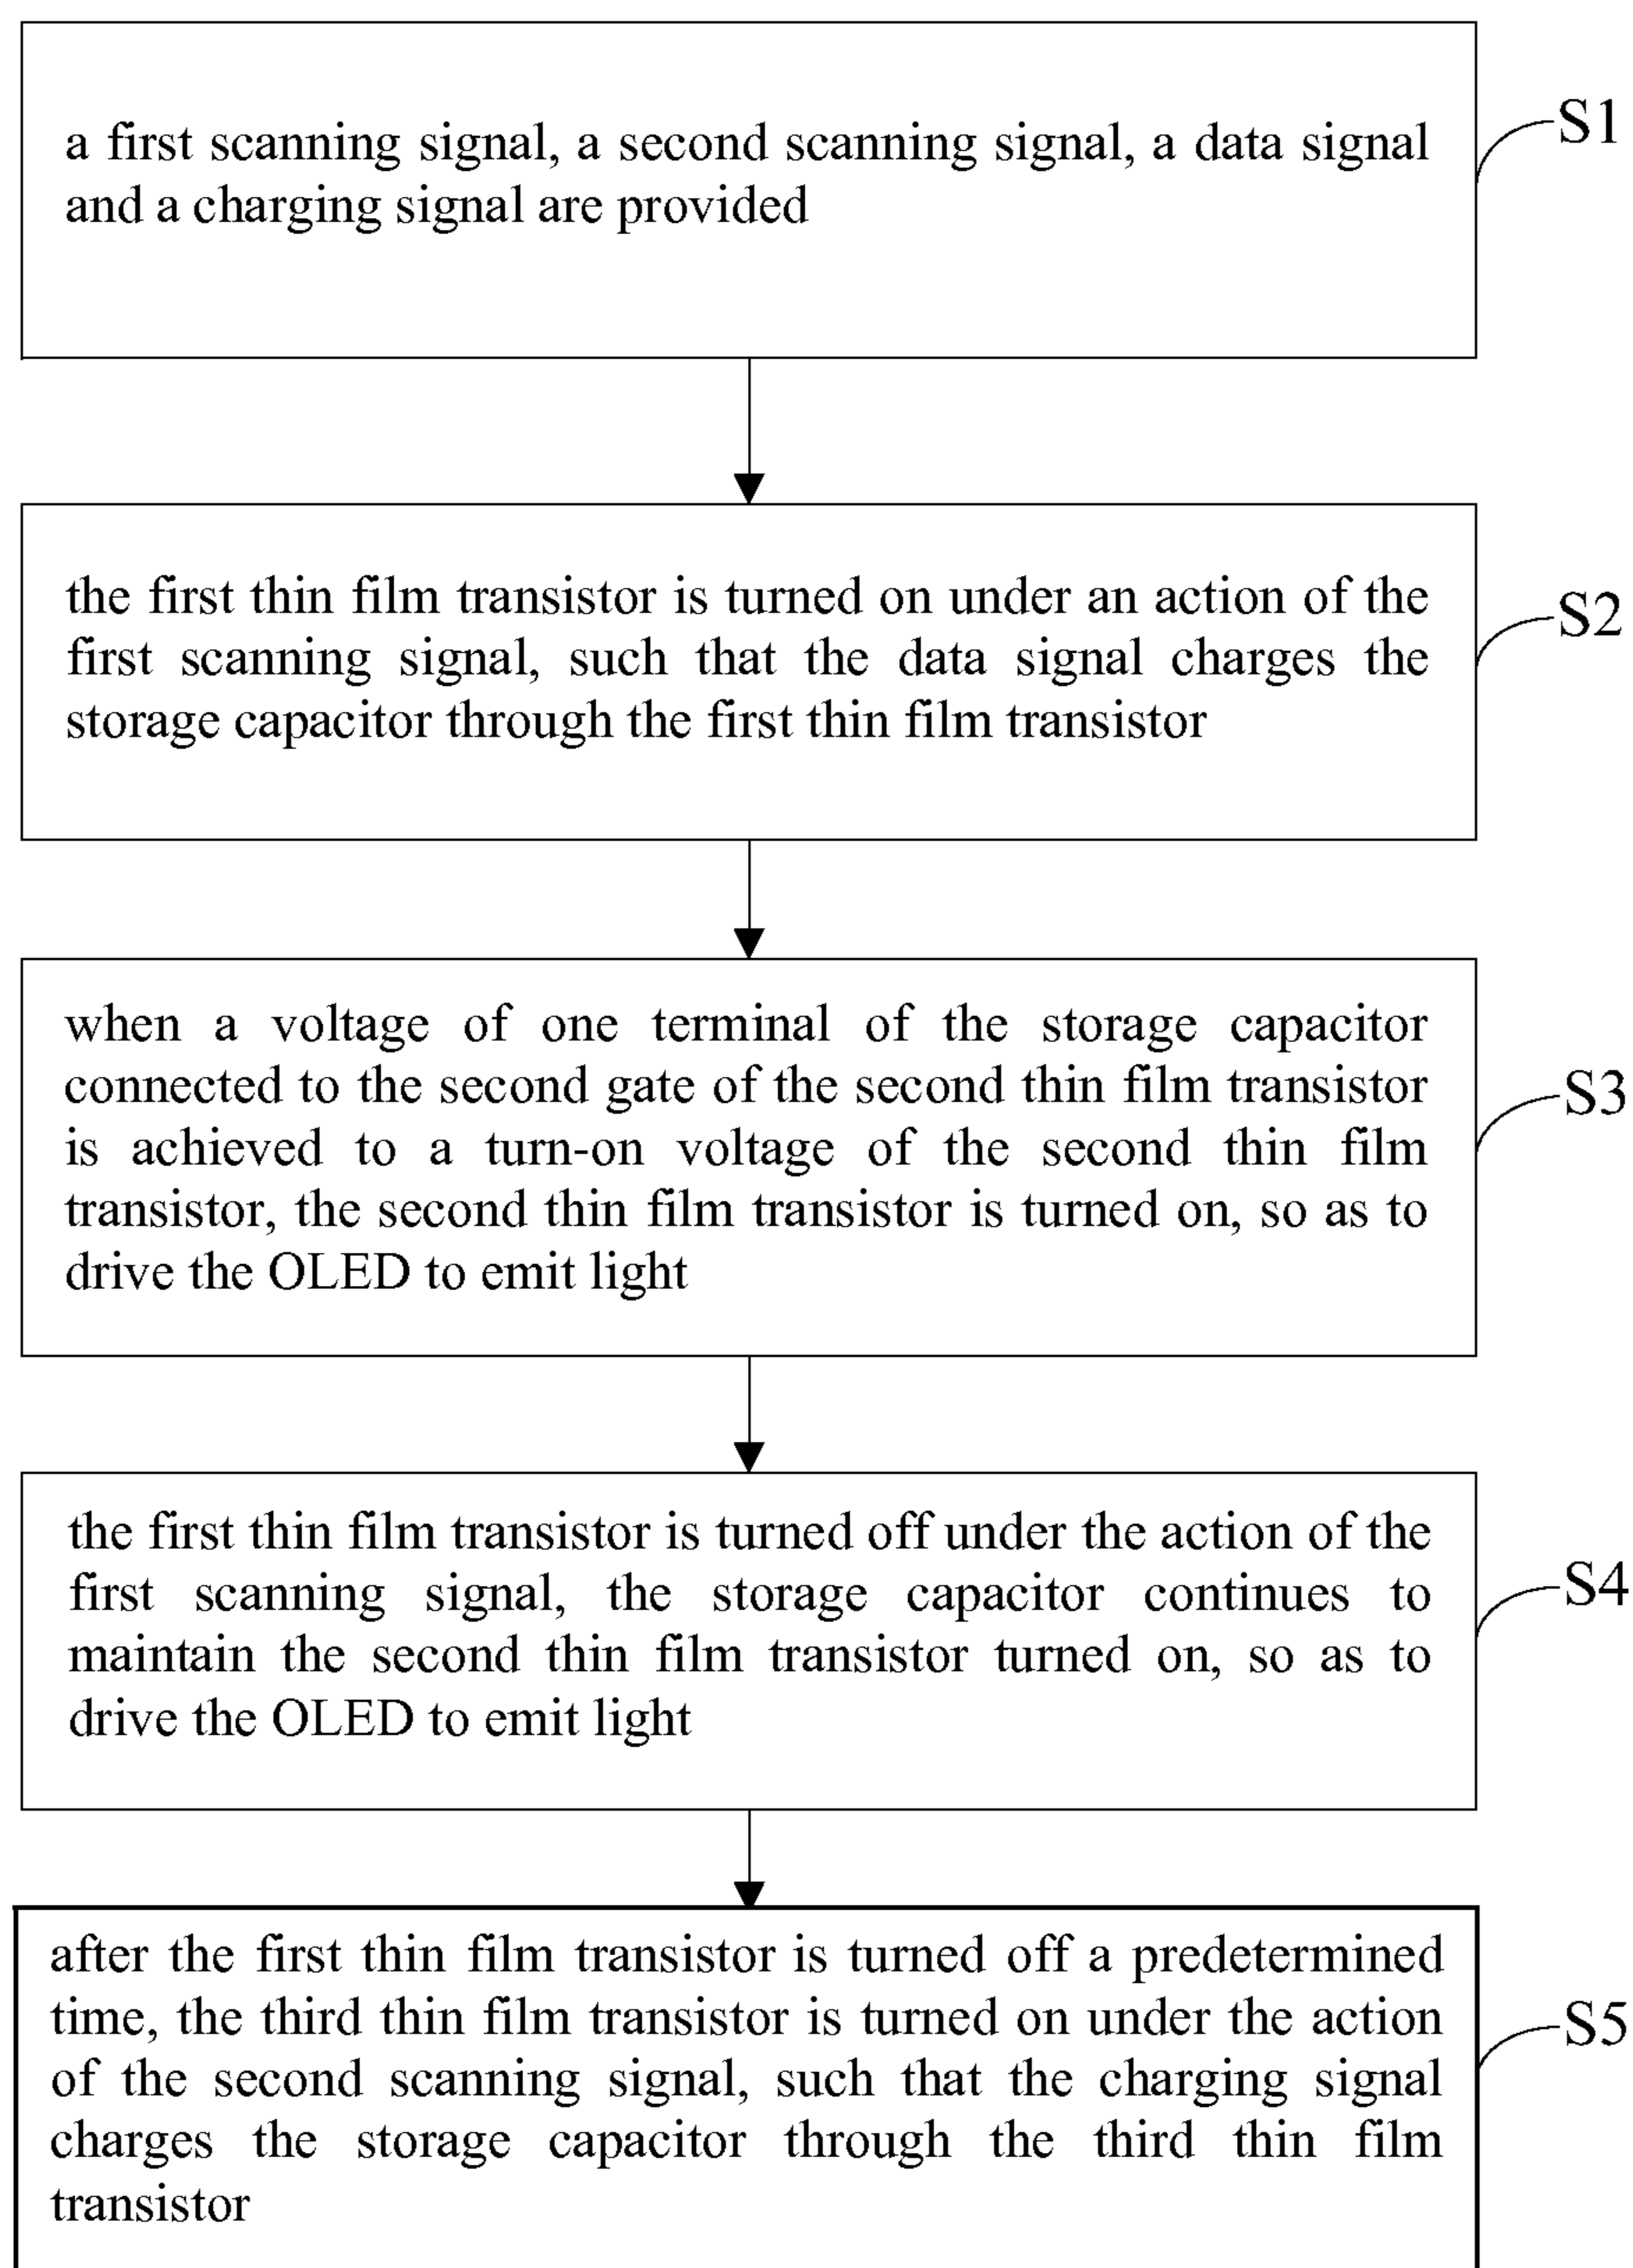 a first scanning signal, a second scanning signal, a data signal
and a charging signal are provided
S1
the first thin film transistor is turned on under an action of the
first scanning signal, such that the data signal charges the
storage capacitor through the first thin film transistor
S2
when a voltage of one terminal of the storage capacitor
connected to the second gate of the second thin film transistor
is achieved to a turn-on voltage of the second thin film
transistor, the second thin film transistor is turned on, so as to
drive the OLED to emit light
S3
the first thin film transistor is turned off under the action of the
first scanning signal, the storage capacitor continues to
maintain the second thin film transistor turned on, so as to
drive the OLED to emit light
S4
after the first thin film transistor is turned off a predetermined
time, the third thin film transistor is turned on under the action
of the second scanning signal, such that the charging signal
charges the storage capacitor through the third thin film
transistor
S5